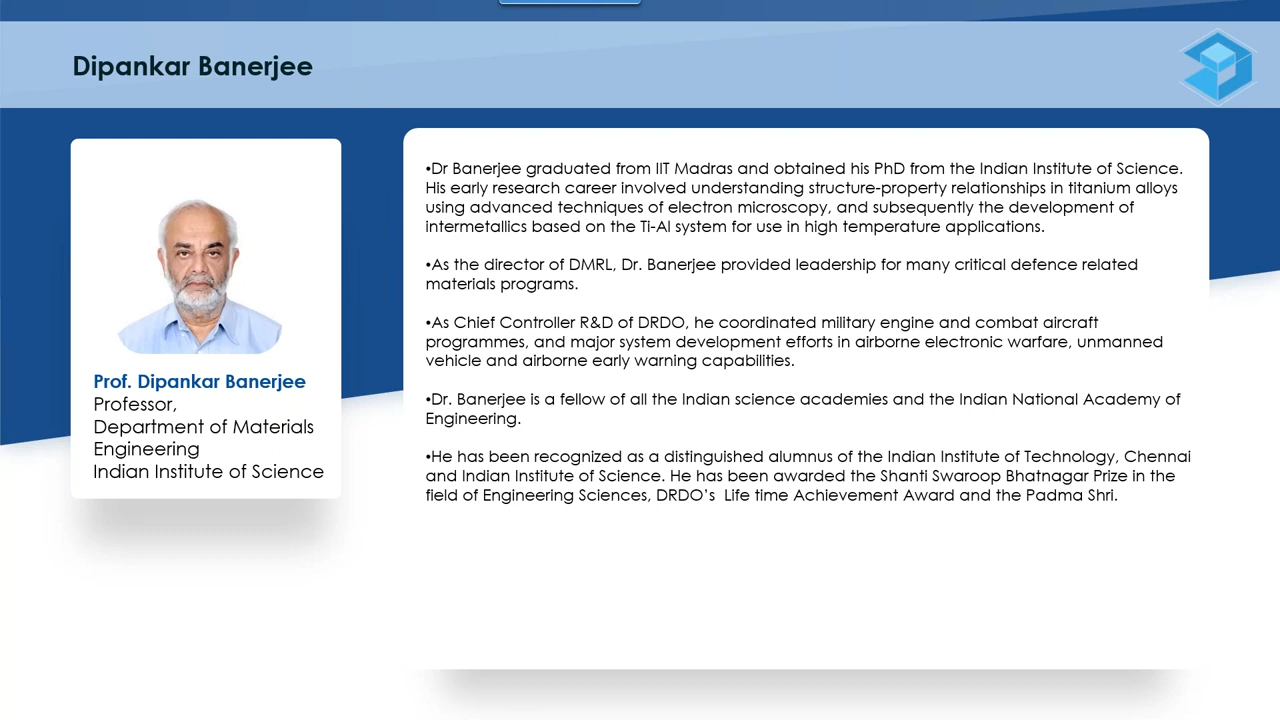 Dipankar Banerjee
Prof. Dipankar Banerjee
Professor,
Department of Materials
Engineering
Indian Institute of Science
•Dr Banerjee graduated from IIT Madras and obtained his PhD from the Indian Institute of Science.
His early research career involved understanding structure-property relationships in titanium alloys
using advanced techniques of electron microscopy, and subsequently the development of
intermetallics based on the Ti-Al system for use in high temperature applications.
•As the director of DMRL, Dr. Banerjee provided leadership for many critical defence related
materials programs.
•As Chief Controller R&D of DRDO, he coordinated military engine and combat aircraft
programmes, and major system development efforts in airborne electronic warfare, unmanned
vehicle and airborne early warning capabilities.
•Dr. Banerjee is a fellow of all the Indian science academies and the Indian National Academy of
Engineering.
•He has been recognized as a distinguished alumnus of the Indian Institute of Technology, Chennai
and Indian Institute of Science. He has been awarded the Shanti Swaroop Bhatnagar Prize in the
field of Engineering Sciences, DRDO’s  Life time Achievement Award and the Padma Shri.